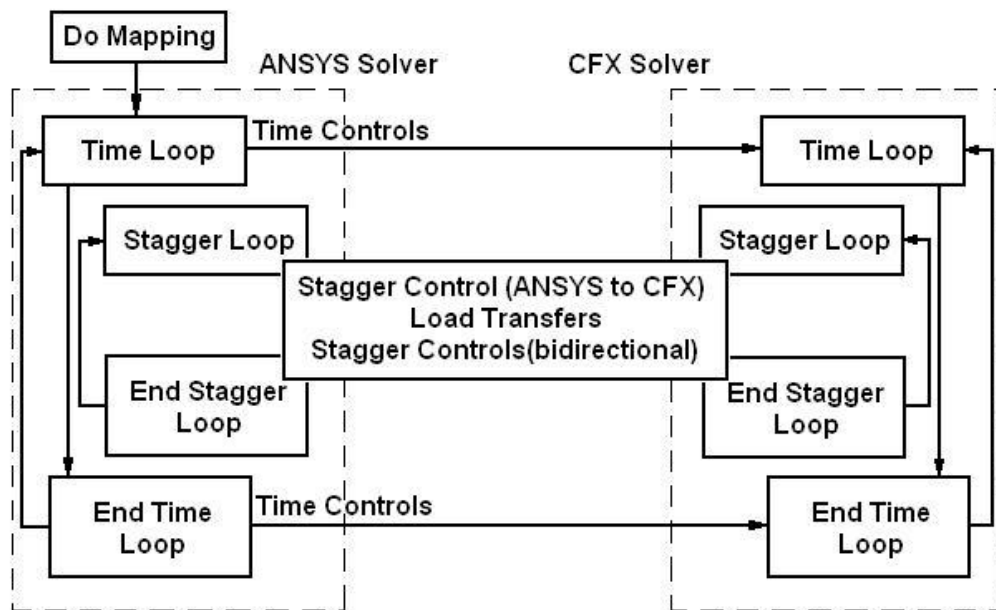 Do Mapping
ANSYS Solver
CFX Solver
Time Loop
Time Controls
Time Loop
Stagger Loop
Stagger Loop
Stagger Control (ANSYS to CFX)
Load Transfers
Stagger Controls(bidirectional)
End Stagger
Loop
End Stagger
Loop
End Time
Loop
Time Controls
End Time
Loop